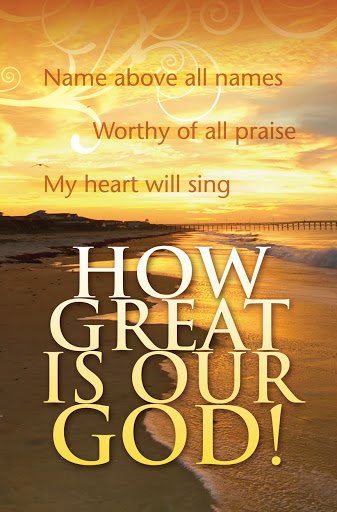 Name above all names
Worthy of all praise
My heart will sing
HOW
GREAT
IS OUR
GOD!